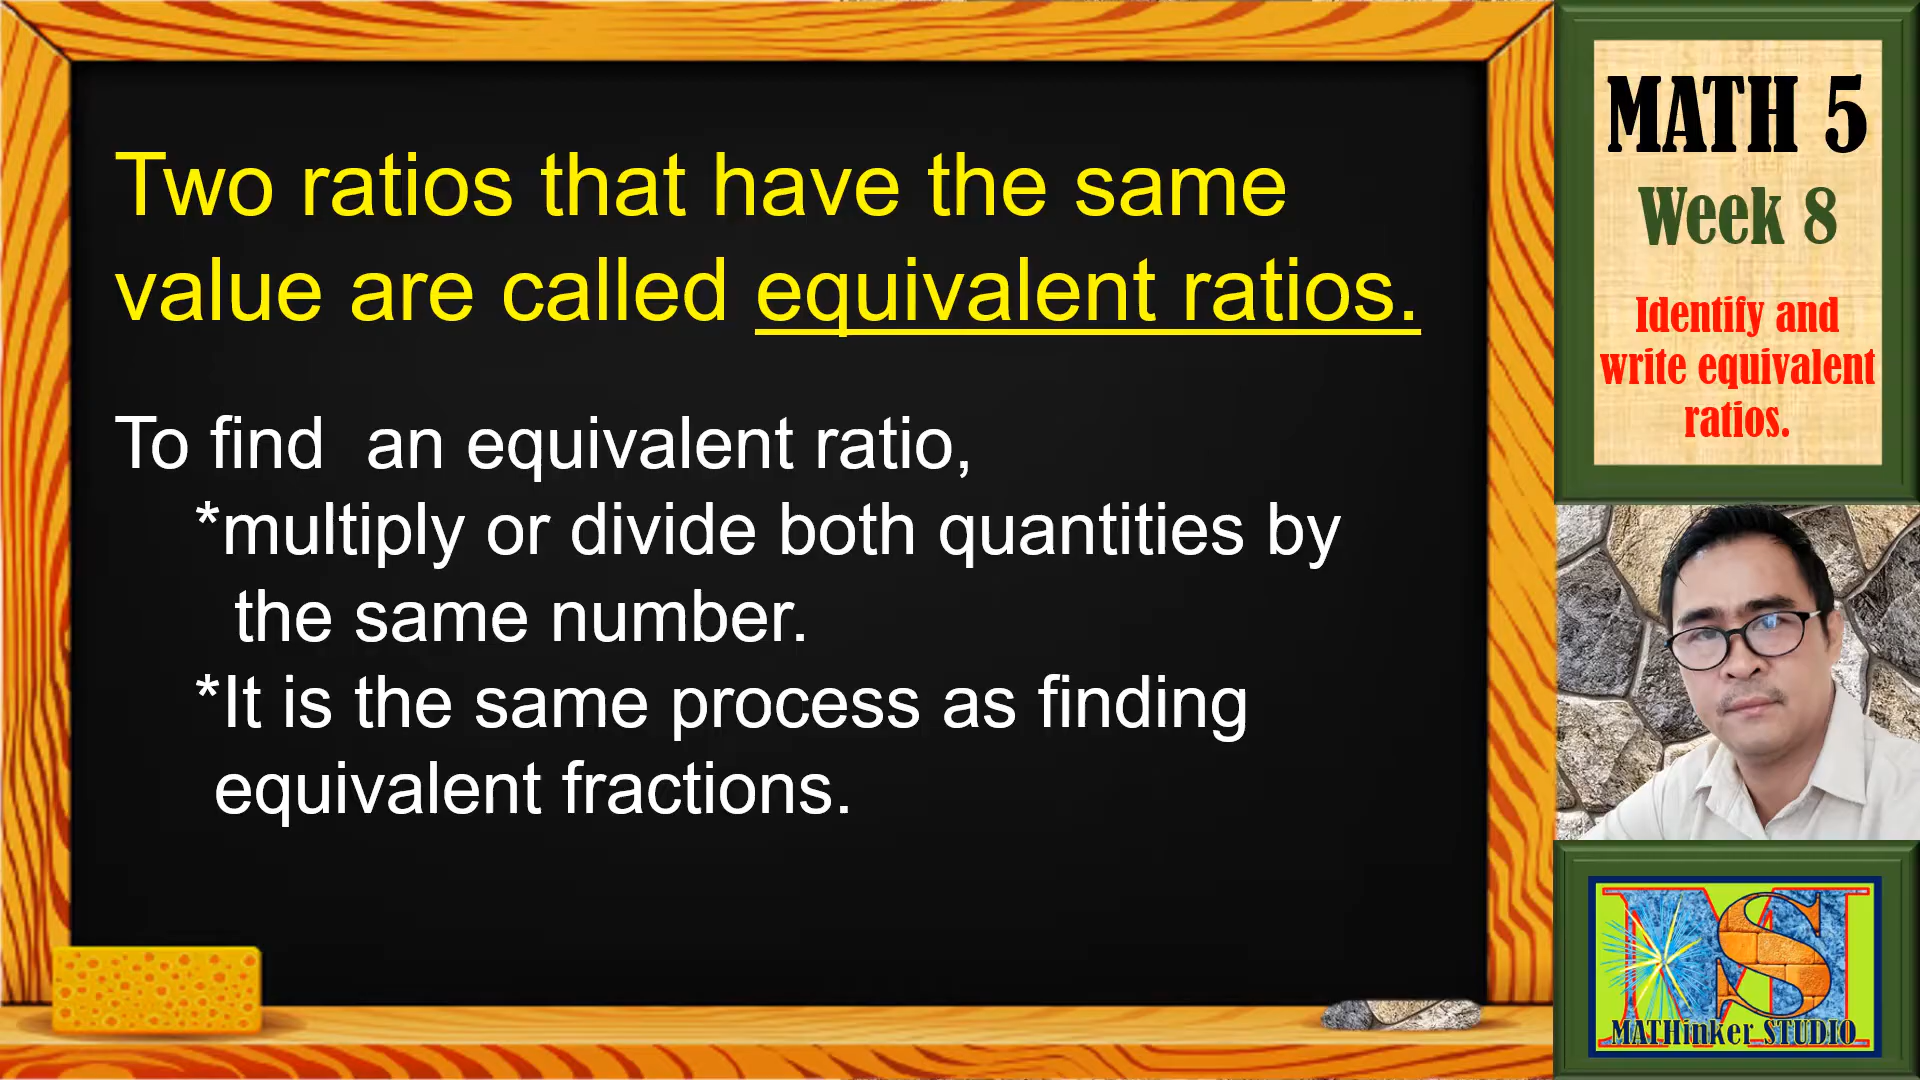 Two ratios that have the same
value are called equivalent ratios.
To find  an equivalent ratio,
*multiply or divide both quantities by
the same number.
*It is the same process as finding
equivalent fractions.
MATH 5
Week 8
Identify and
write equivalent
ratios.
MS
MATHinker STUDIO